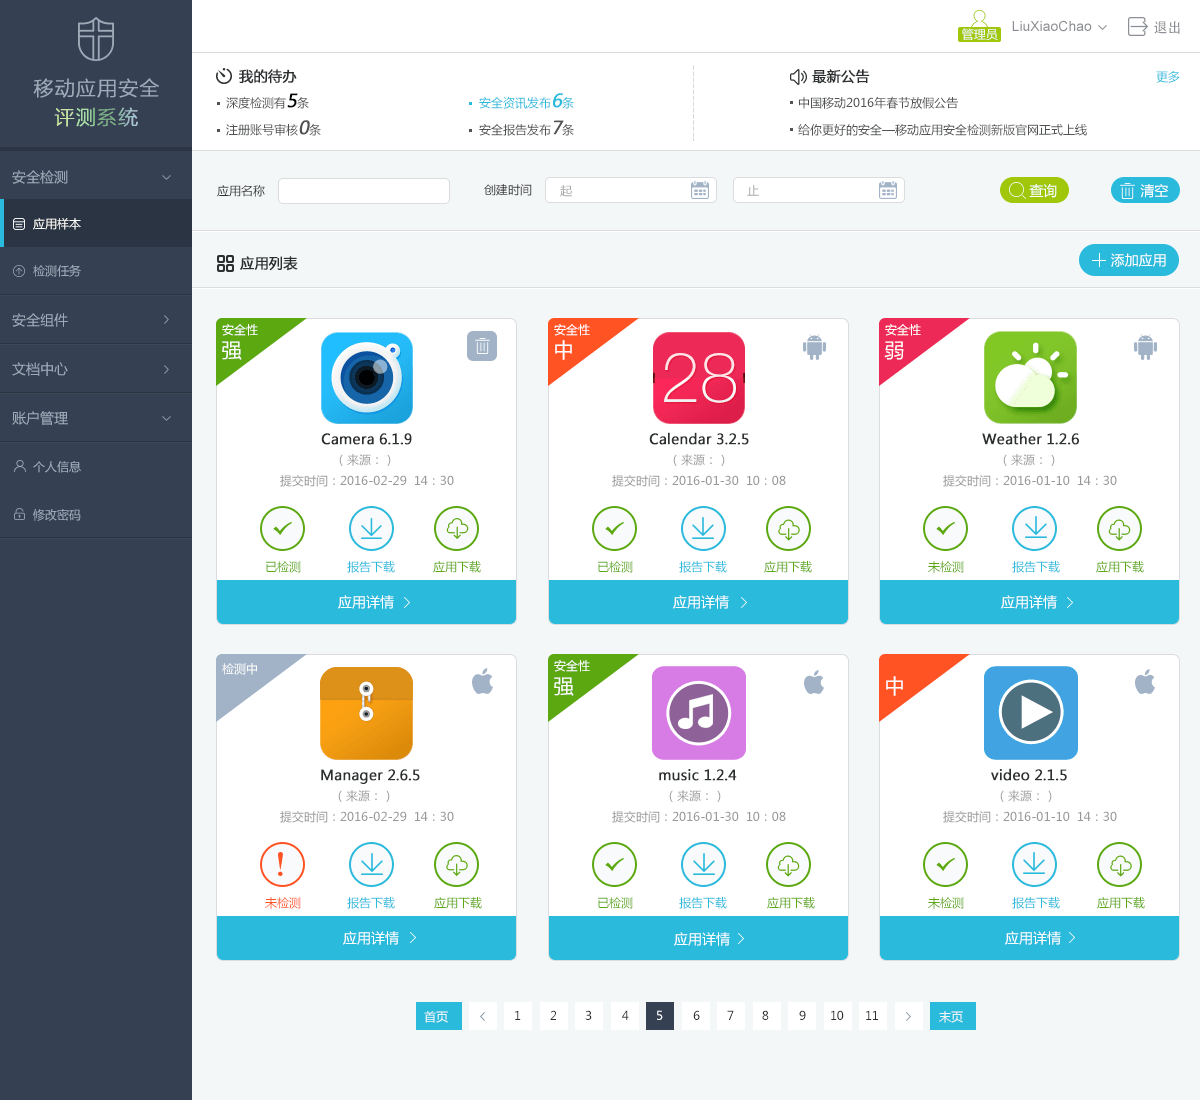 移动应用安全
评测系统
安全检测
应用样本
检测任务
安全组件
文档中心
账户管理
个人信息
修改密码
管理员
LiuXiaoChao
退出
我的待办
深度检测有5条
安全资讯发布6条
注册账号审核0条
安全报告发布7条
最新公告
更多
中国移动2016年春节放假公告
给你更好的安全—移动应用安全检测新版官网正式上线
应用名称
创建时间
起
止
查询
清空
应用列表
添加应用
安全性
强
28
Camera 6.1.9
（来源： ）
提交时间：2016-02-29 14：30
已检测
报告下载
应用下载
应用详情
安全性
中
Calendar 3.2.5
（来源： ）
提交时间：2016-01-30 10：08
已检测
报告下载
应用下载
应用详情
安全性
弱
Weather 1.2.6
（来源： ）
提交时间：2016-01-10 14：30
未检测
报告下载
应用下载
应用详情
检测中
Manager 2.6.5
（来源： ）
提交时间：2016-02-29 14：30
未检测
报告下载
应用下载
应用详情
安全性
强
music 1.2.4
（来源： ）
提交时间：2016-01-30 10：08
已检测
报告下载
应用下载
应用详情
中
video 2.1.5
（来源： ）
提交时间：2016-01-10 14：30
未检测
报告下载
应用下载
应用详情
首页 < 1 2 3 4 5 6 7 8 9 10 11 > 末页